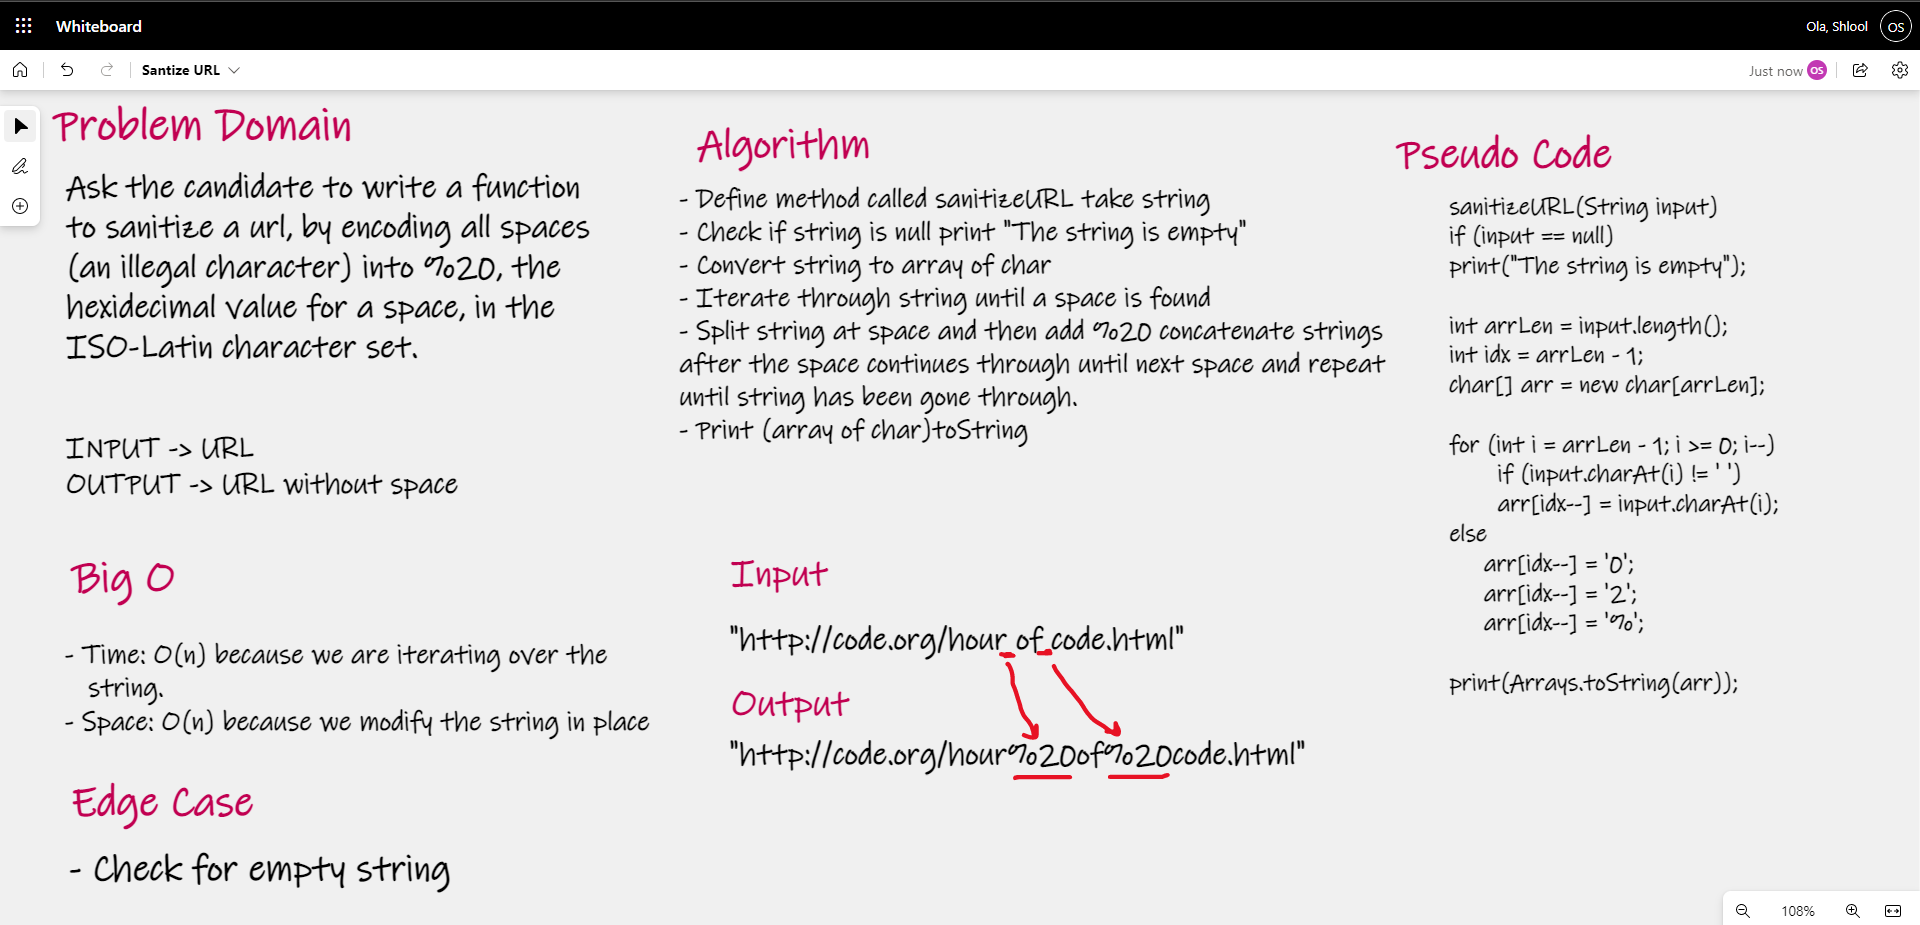 Whiteboard
Ola, Shlool
OS
Santize URL
Just now
OS
Problem Domain
Ask the candidate to write a function
to sanitize a url, by encoding all spaces
(an illegal character) into %20, the
hexidecimal value for a space, in the
ISO-Latin character set.
INPUT -> URL
OUTPUT -> URL without space
Big O
- Time: O(n) because we are iterating over the
string.
- Space: O(n) because we modify the string in place
Edge Case
- Check for empty string
Algorithm
- Define method called sanitizeURL take string
- Check if string is null print "The string is empty"
- Convert string to array of char
- Iterate through string until a space is found
- Split string at space and then add %20 concatenate strings
after the space continues through until next space and repeat
until string has been gone through.
- Print (array of char)toString
Input
"http://code.org/hour of code.html"
Output
"http://code.org/hour%20of%20code.html"
Pseudo Code
sanitizeURL(String input)
if (input == null)
print("The string is empty");
int arrLen = input.length();
int idx = arrLen - 1;
char[] arr = new char[arrLen];
for (int i = arrLen - 1; i >= 0; i--)
if (input.charAt(i) != ' ')
arr[idx--] = input.charAt(i);
else
arr[idx--] = '0';
arr[idx--] = '2';
arr[idx--] = '%';
print(Arrays.toString(arr));
108%